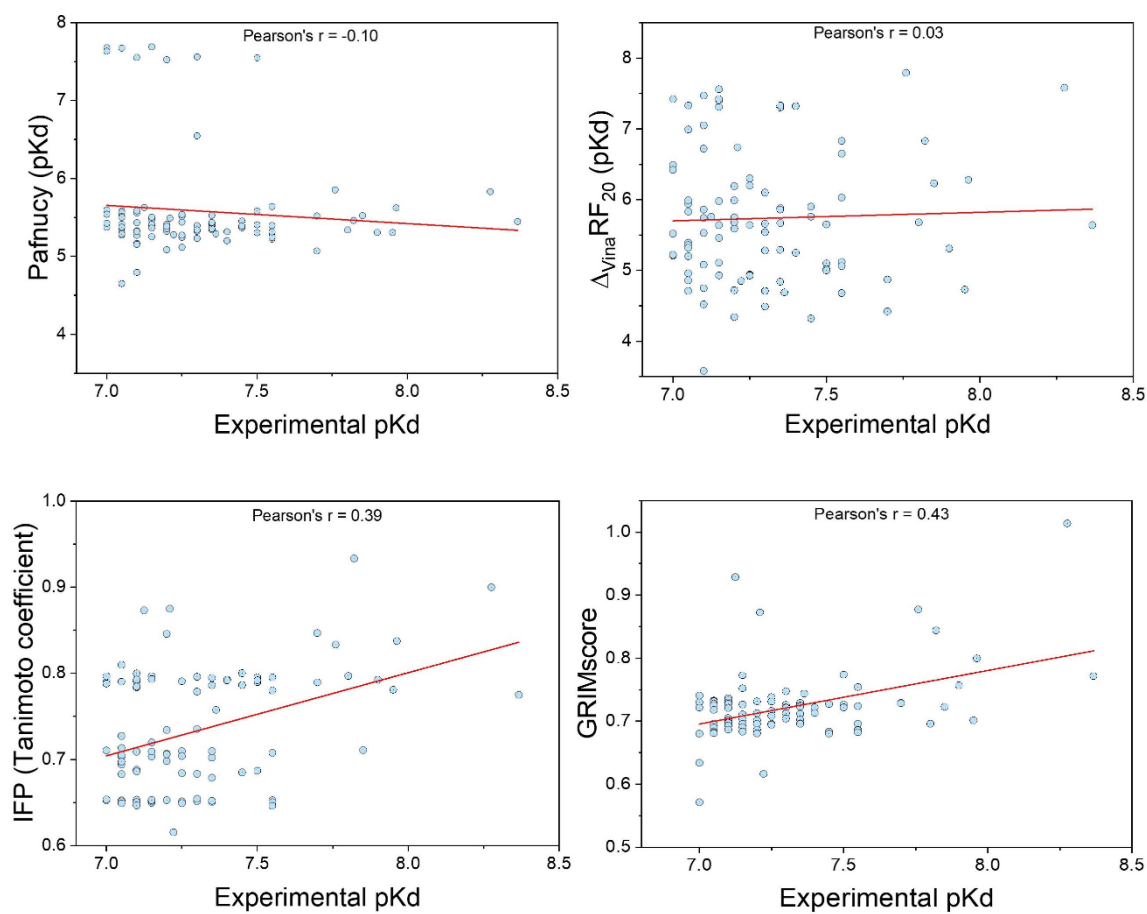 Pearson's r = -0.10
Pafnucy (pKd)
8
7
6
5
4
7.0 7.5 8.0 8.5
Experimental pKd
Pearson's r = 0.03
ΔVinaRF20 (pKd)
8
7
6
5
4
7.0 7.5 8.0 8.5
Experimental pKd
Pearson's r = 0.39
IFP (Tanimoto coefficient)
1.0
0.9
0.8
0.7
0.6
7.0 7.5 8.0 8.5
Experimental pKd
Pearson's r = 0.43
GRIMscore
1.0
0.9
0.8
0.7
0.6
0.5
7.0 7.5 8.0 8.5
Experimental pKd